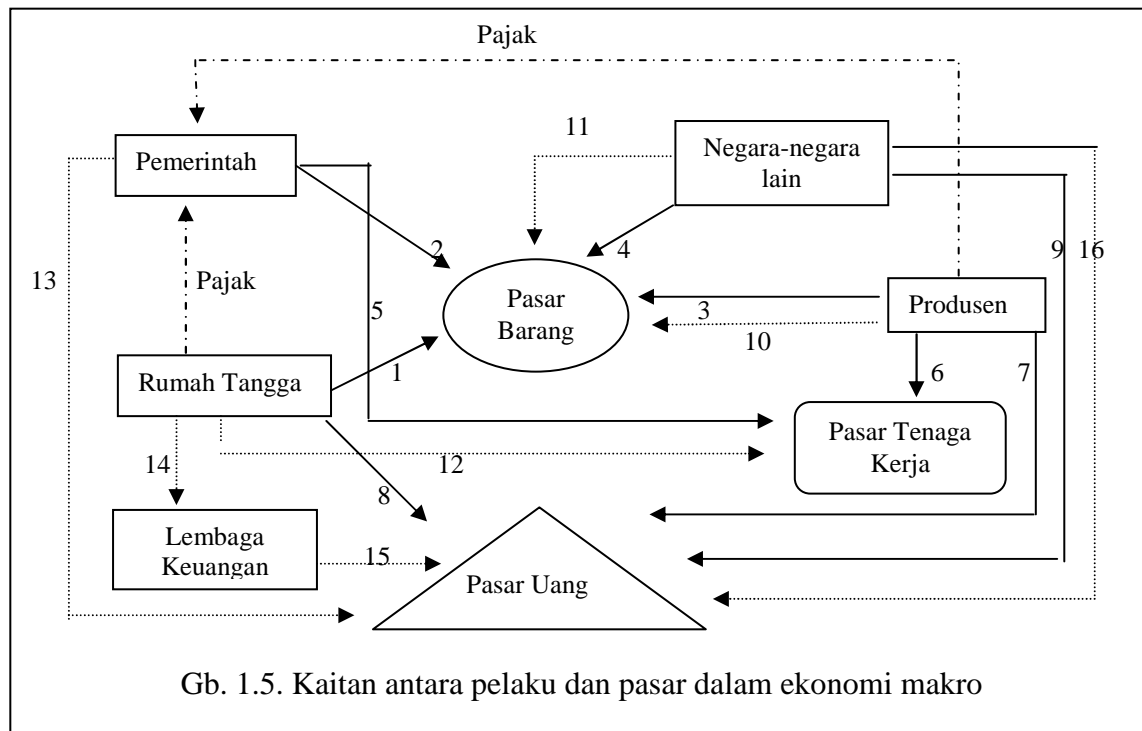 Pajak
11
Negara-negara
lain
Pemerintah
2
4
9
16
13
Pajak
Pasar
Barang
5
3
Produsen
10
1
Rumah Tangga
6
7
Pasar Tenaga
Kerja
14
12
8
Lembaga
Keuangan
15
Pasar Uang
Gb. 1.5. Kaitan antara pelaku dan pasar dalam ekonomi makro